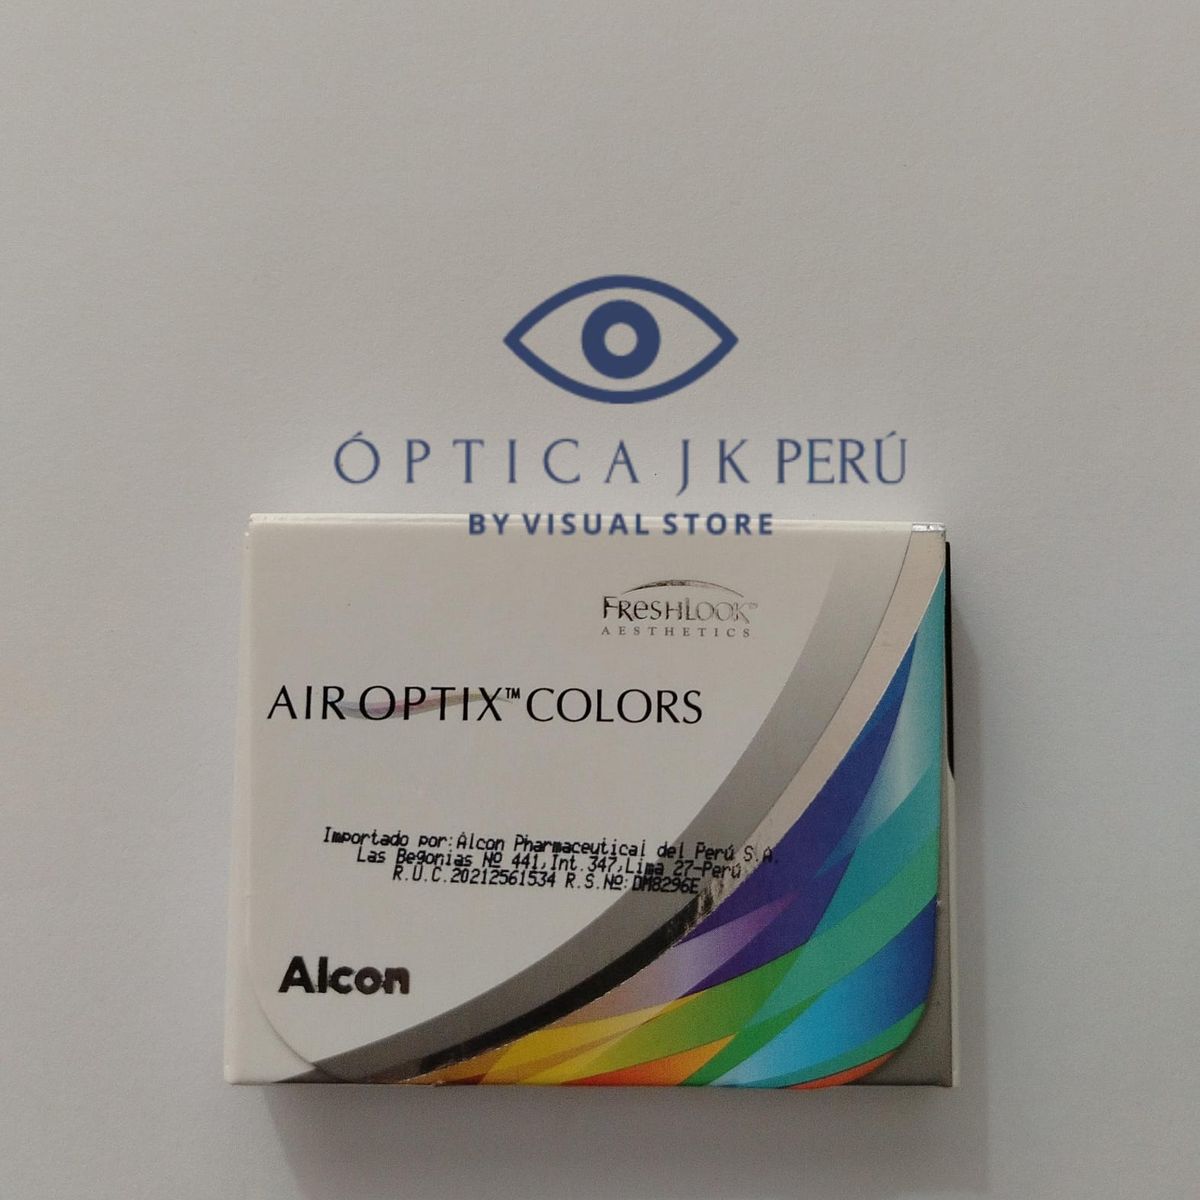 ÓPTICA JK PERÚ
BY VISUAL STORE
FRESHLOOK™
AESTHETICS
AIR OPTIX™ COLORS
Importado por:Alcon Pharmaceutical del Perú S.A.
Las Begonias Nº 441,Int.347,Lima 27-Perú
R.U.C.20212561534 R.S.Nº:DM8296E
Alcon